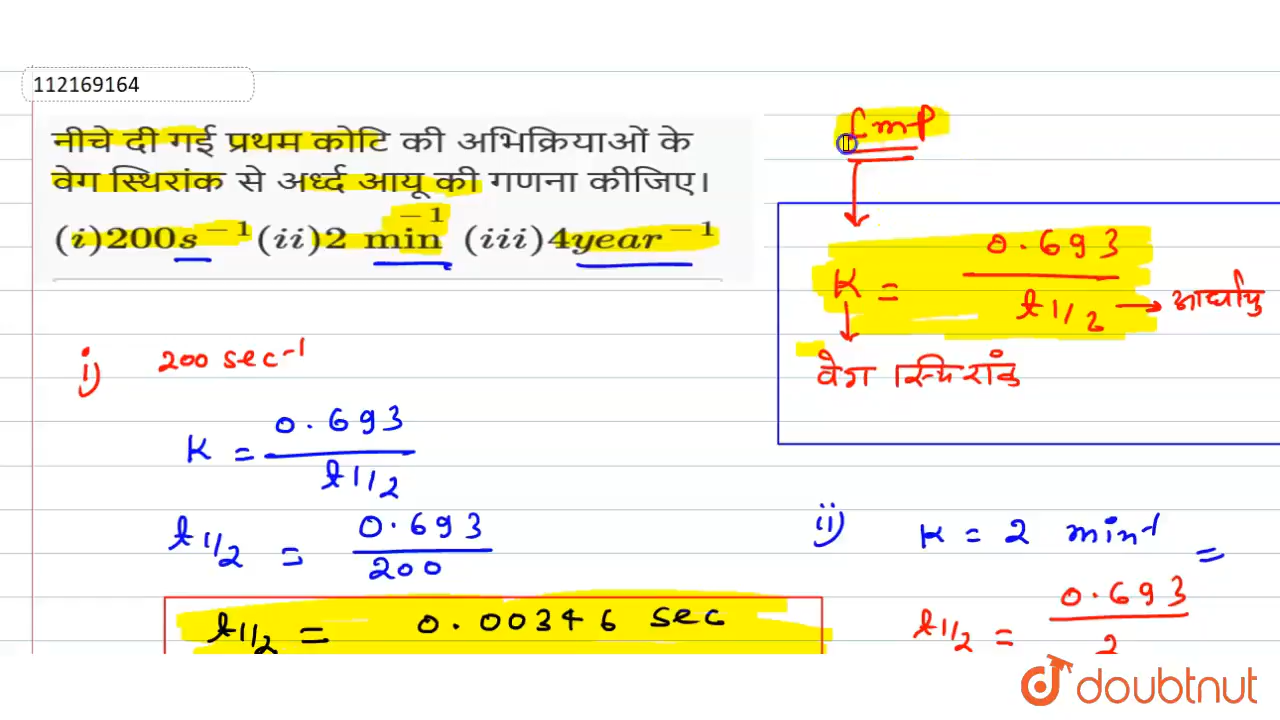 112169164
नीचे दी गई प्रथम कोटि की अभिक्रियाओं के
वेग स्थिरांक से अर्ध्द आयू की गणना कीजिए।
(i)200s⁻¹(ii)2 min⁻¹ (iii)4year⁻¹
Imp
K = 0.693 / t1/2 → आर्धायु
वेग स्थिरांक
i) 200 sec⁻¹
K = 0.693 / t1/2
t1/2 = 0.693 / 200
t1/2 = 0.00346 sec
ii) K = 2 min⁻¹ =
t1/2 = 0.693 / 2
doubtnut